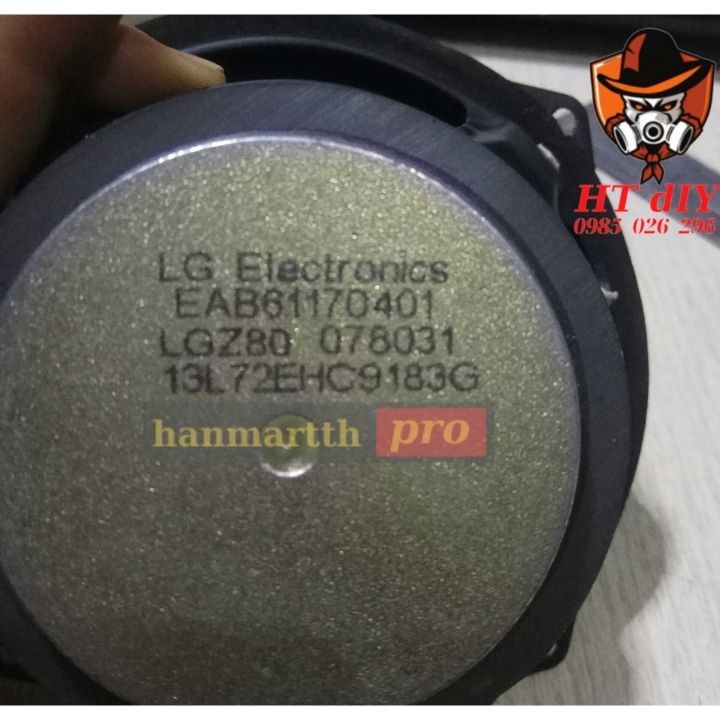 HT dIY
0985 026 296
LG Electronics
EAB61170401
LGZ80 078031
13L72EHC9183G
hanmartth pro